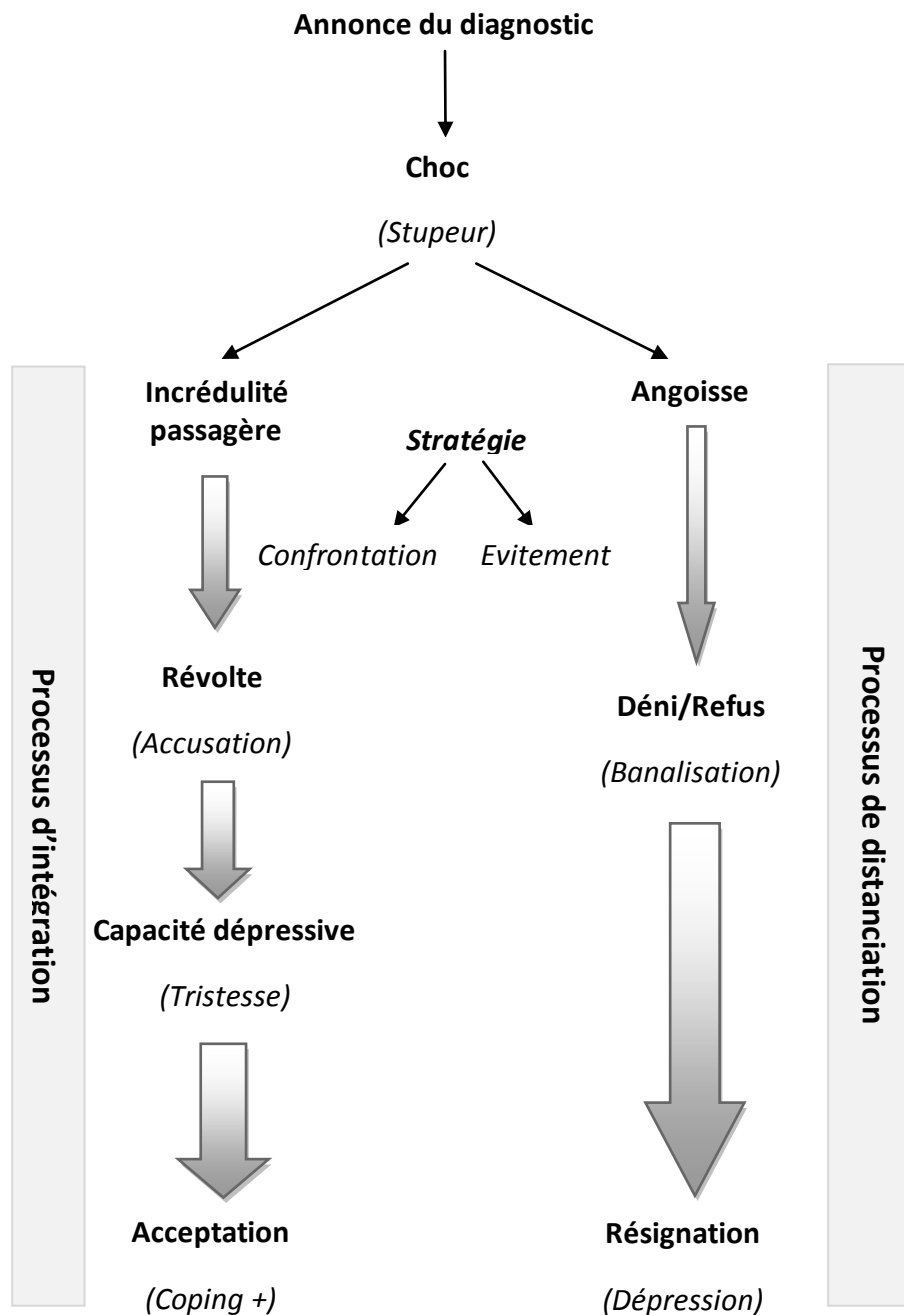 Annonce du diagnostic
Choc
(Stupeur)
Incrédulité
passagère
Angoisse
Stratégie
Confrontation
Evitement
Révolte
(Accusation)
Déni/Refus
(Banalisation)
Capacité dépressive
(Tristesse)
Acceptation
(Coping +)
Résignation
(Dépression)
Processus d’intégration
Processus de distanciation